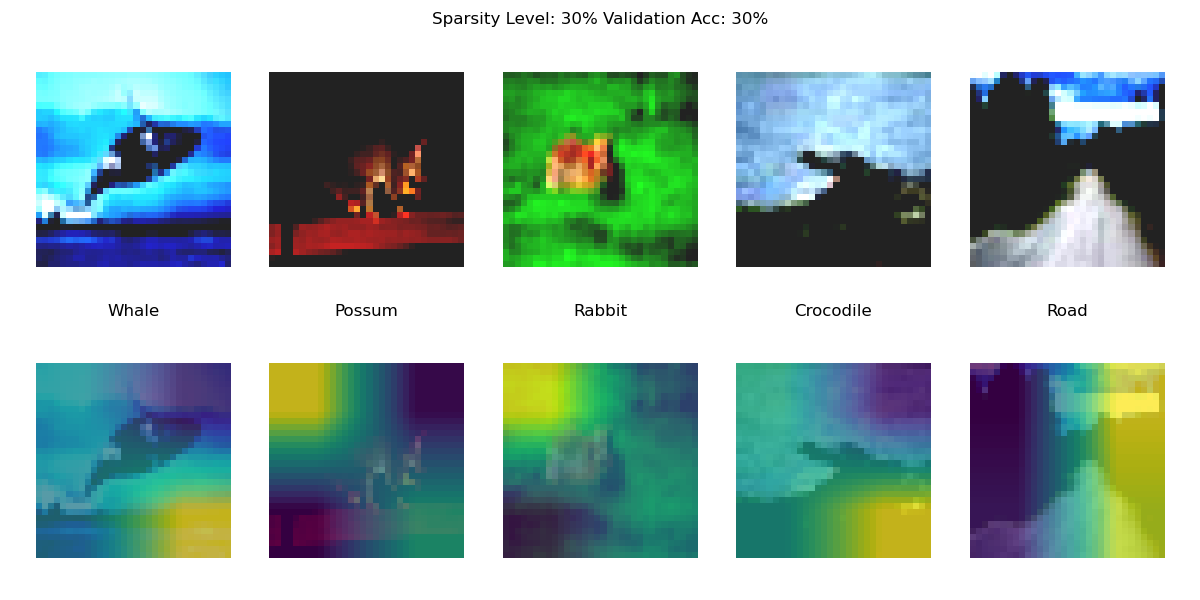 Sparsity Level: 30% Validation Acc: 30%
Whale
Possum
Rabbit
Crocodile
Road